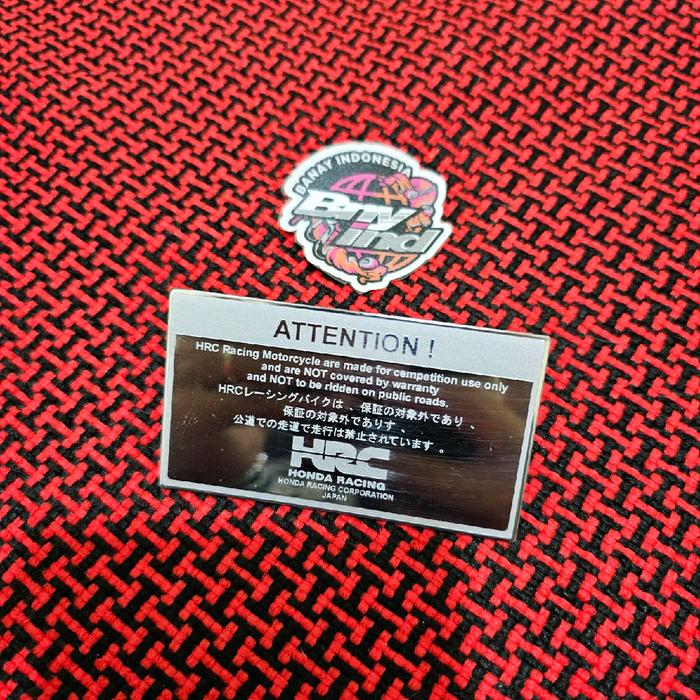 BANAY INDONESIA
Bny
ind
ATTENTION !
HRC Racing Motorcycle are made for cempetition use only
and are NOT covered by warranty
and NOT to be ridden on public roads.
HRCレーシングバイクは 、保証の対象外であり 、
保証の対象外でありす 、
公道での走道で走行は禁止されています 。
HRC
HONDA RACING
HONDA RACING CORPORATION
JAPAN